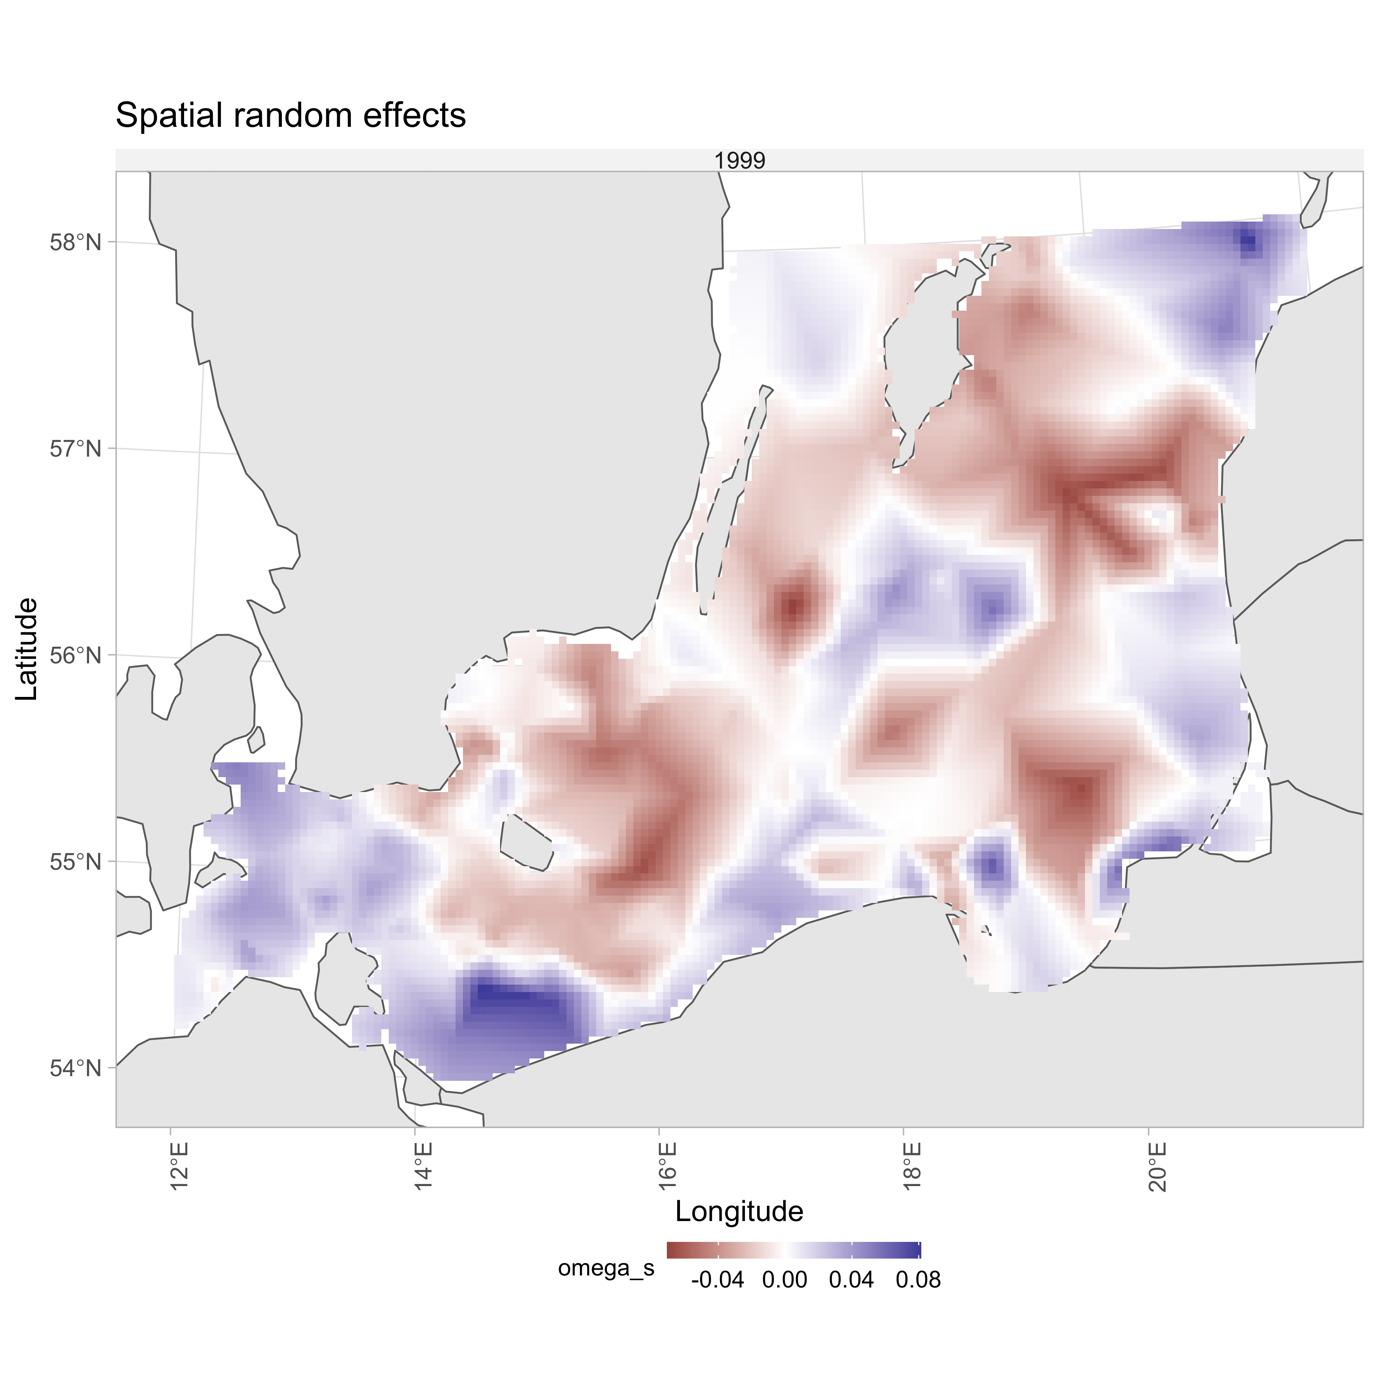 Spatial random effects
1999
58°N
57°N
56°N
55°N
54°N
Latitude
12°E
14°E
16°E
18°E
20°E
Longitude
omega_s
-0.04 0.00 0.04 0.08